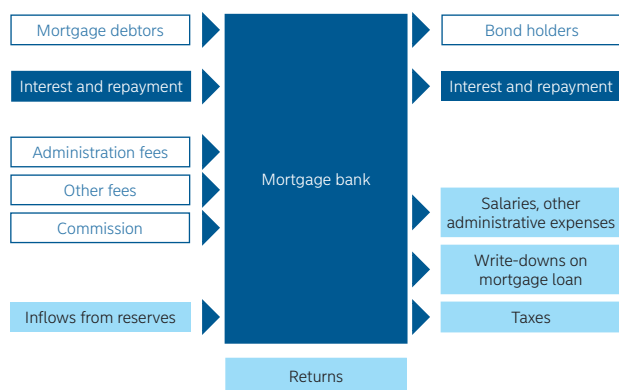 Mortgage debtors
Bond holders
Interest and repayment
Interest and repayment
Administration fees
Mortgage bank
Other fees
Salaries, other
administrative expenses
Commission
Write-downs on
mortgage loan
Inflows from reserves
Taxes
Returns